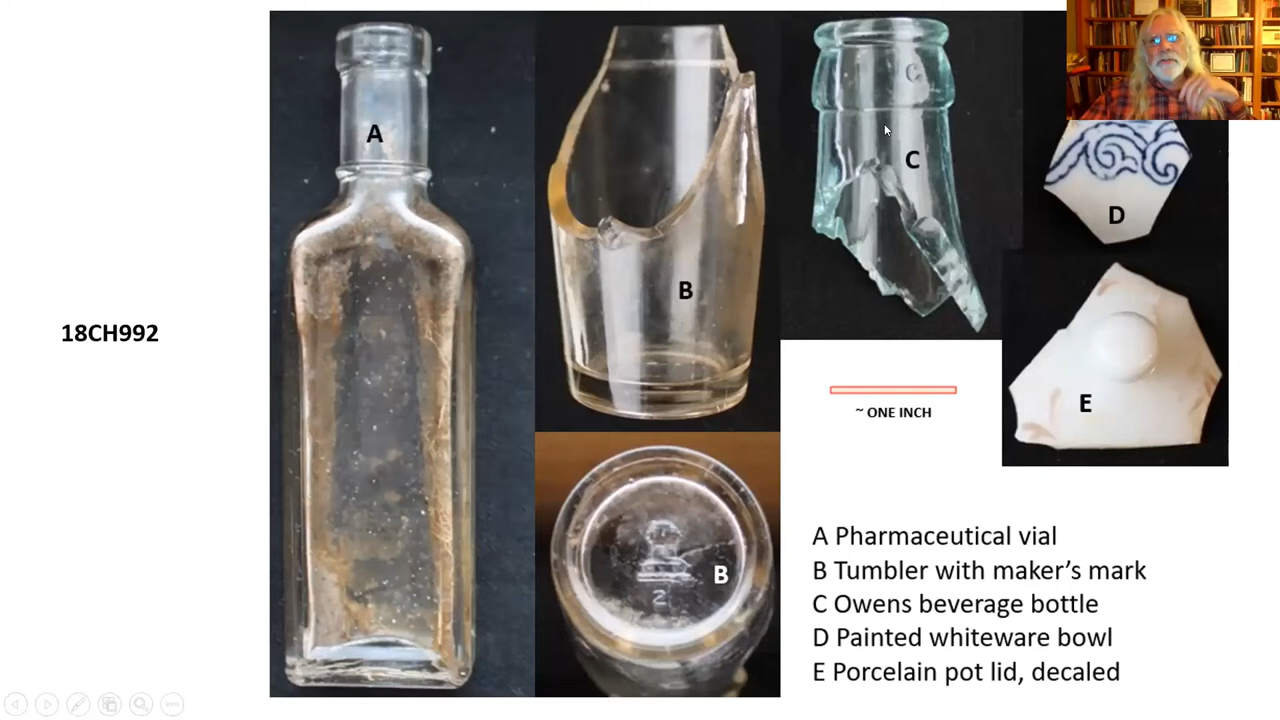 18CH992
A
B
C
D
E
B
2
~ ONE INCH
A Pharmaceutical vial
B Tumbler with maker’s mark
C Owens beverage bottle
D Painted whiteware bowl
E Porcelain pot lid, decaled